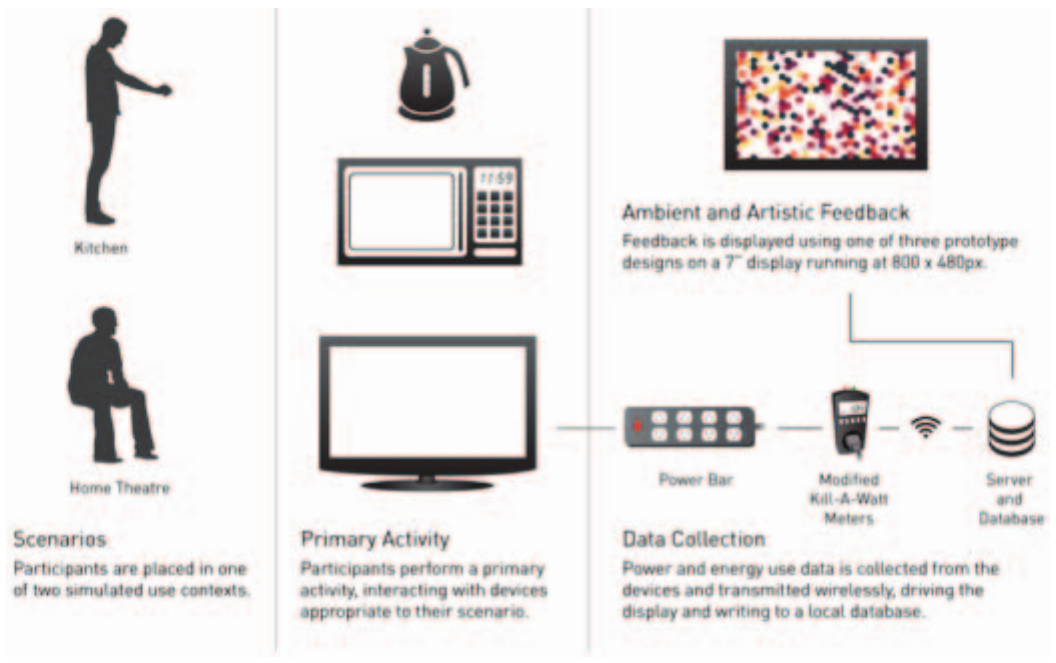 Kitchen
Home Theatre
Scenarios
Participants are placed in one
of two simulated use contexts.
11:59
Primary Activity
Participants perform a primary
activity, interacting with devices
appropriate to their scenario.
Ambient and Artistic Feedback
Feedback is displayed using one of three prototype
designs on a 7" display running at 800 x 480px.
Power Bar
Modified
Kill-A-Watt
Meters
Server
and
Database
Data Collection
Power and energy use data is collected from the
devices and transmitted wirelessly, driving the
display and writing to a local database.